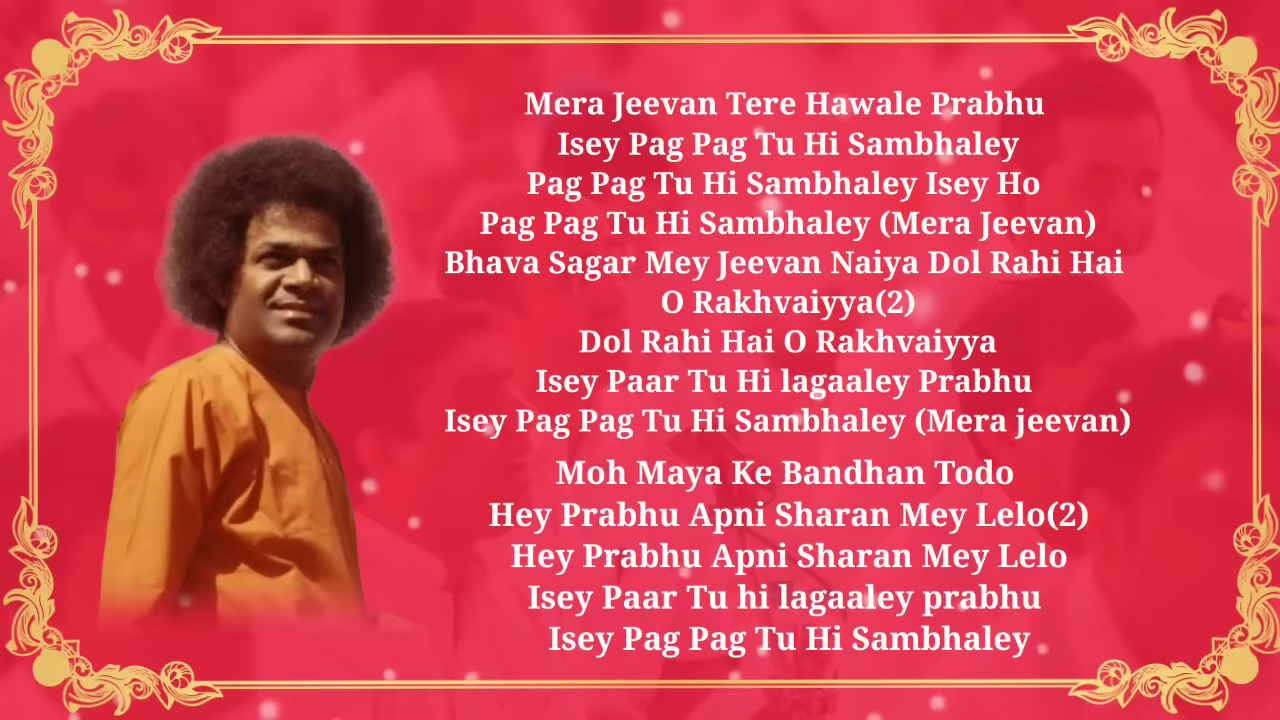 Mera Jeevan Tere Hawale Prabhu
Isey Pag Pag Tu Hi Sambhaley
Pag Pag Tu Hi Sambhaley Isey Ho
Pag Pag Tu Hi Sambhaley (Mera Jeevan)
Bhava Sagar Mey Jeevan Naiya Dol Rahi Hai
O Rakhvaiyya(2)
Dol Rahi Hai O Rakhvaiyya
Isey Paar Tu Hi lagaaley Prabhu
Isey Pag Pag Tu Hi Sambhaley (Mera jeevan)
Moh Maya Ke Bandhan Todo
Hey Prabhu Apni Sharan Mey Lelo(2)
Hey Prabhu Apni Sharan Mey Lelo
Isey Paar Tu hi lagaaley prabhu
Isey Pag Pag Tu Hi Sambhaley